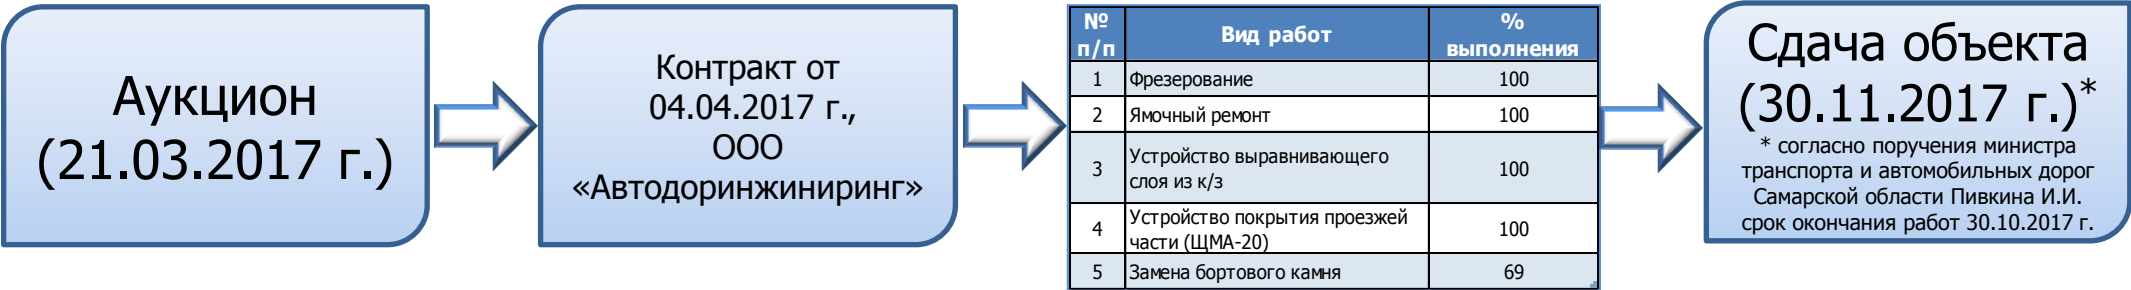 Аукцион
(21.03.2017 г.)
Контракт от
04.04.2017 г.,
ООО
«Автодоринжиниринг»
№ п/п Вид работ % выполнения
1 Фрезерование 100
2 Ямочный ремонт 100
3 Устройство выравнивающего слоя из к/з 100
4 Устройство покрытия проезжей части (ЩМА-20) 100
5 Замена бортового камня 69
Сдача объекта
(30.11.2017 г.)*
* согласно поручения министра
транспорта и автомобильных дорог
Самарской области Пивкина И.И.
срок окончания работ 30.10.2017 г.